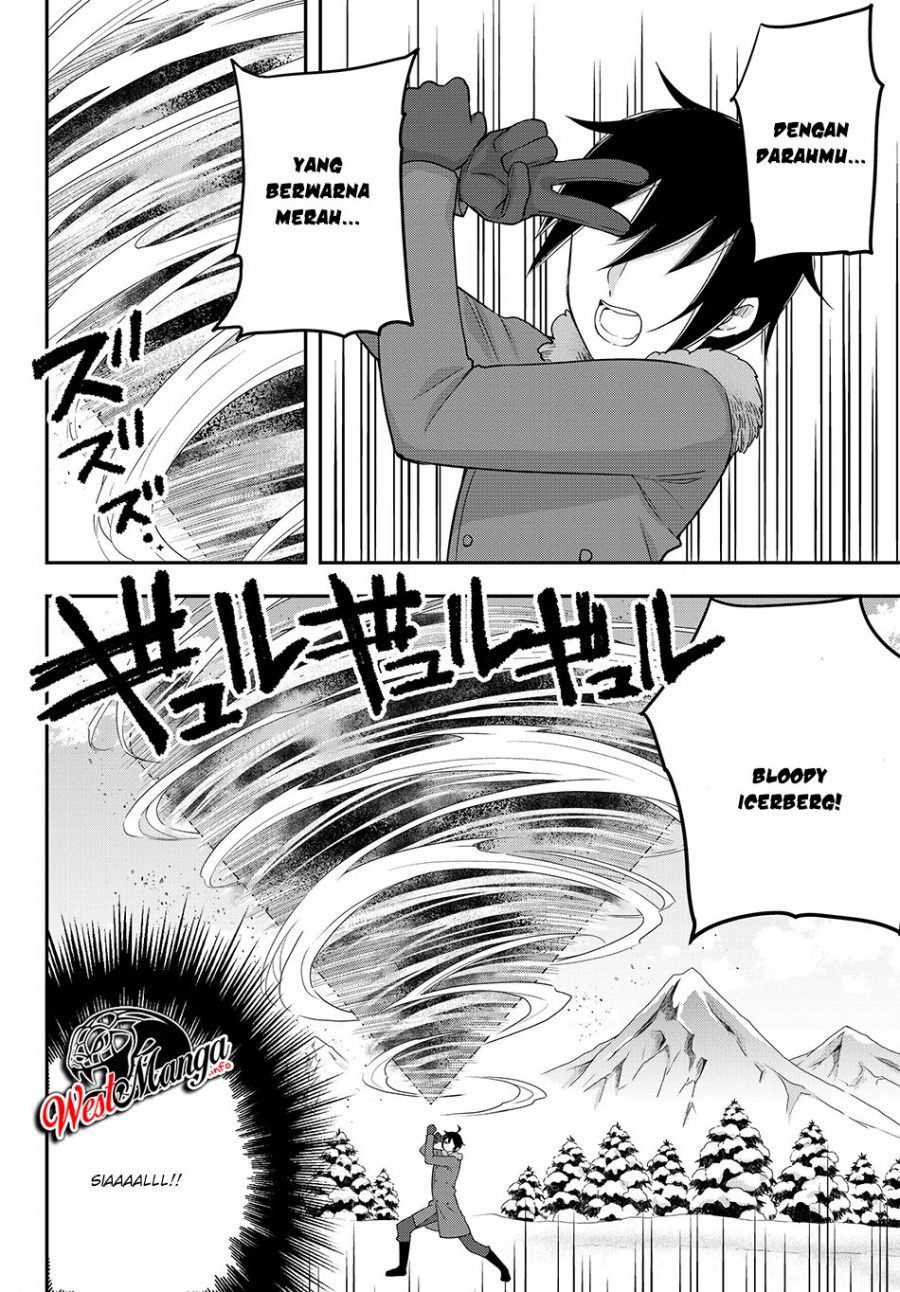 DENGAN
DARAHMU...
YANG
BERWARNA
MERAH...
ズズズ...
ギュルギュルギュル
BLOODY
ICERBERG!
WestManga
.info
SIAAAALLL!!